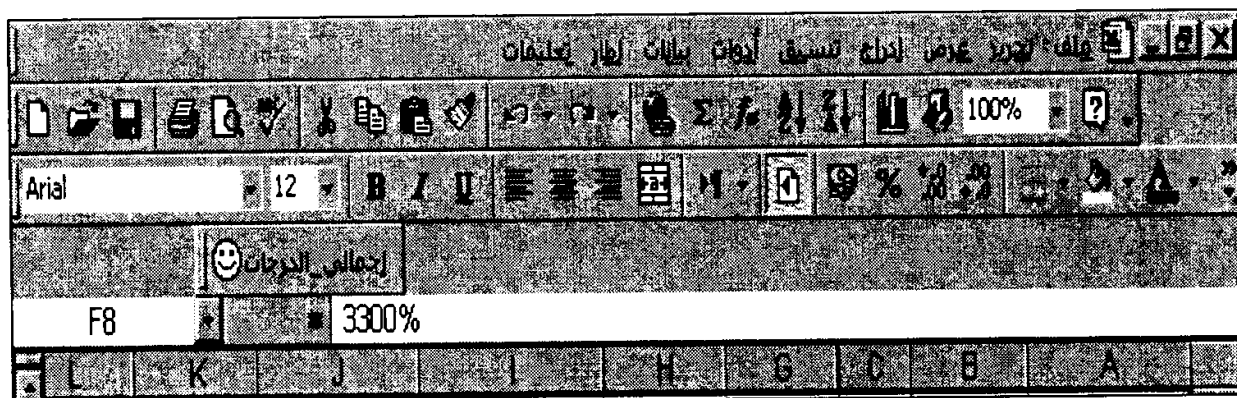 ملف تحرير عرض إدراج تنسيق أدوات بيانات إطار تعليمات
100%
Arial 12 B I U %
إجمالي_الدرجات
F8 = 3300%
L K J I H G C B A